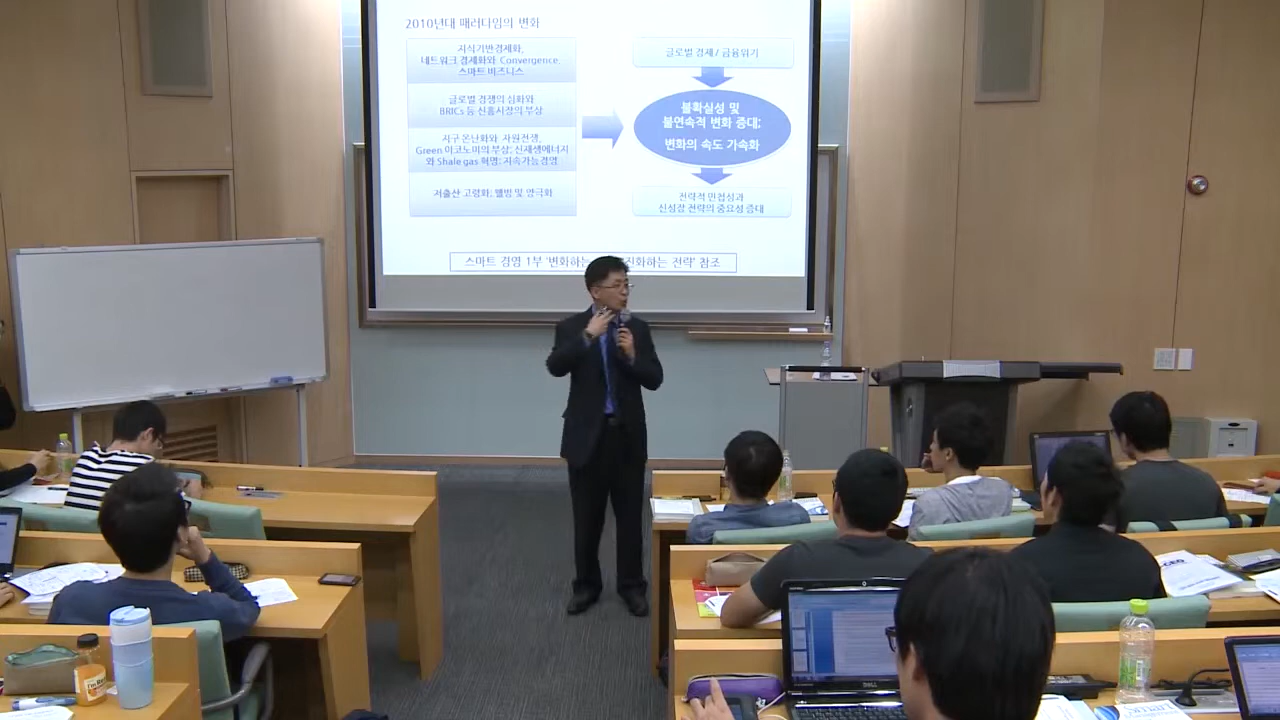 2010년대 패러다임의 변화
지식기반경제화,
네트워크 경제화와 Convergence,
스마트 비즈니스
글로벌 경쟁의 심화와
BRICs 등 신흥시장의 부상
지구 온난화와 자원전쟁,
Green 이코노미의 부상; 신재생에너지
와 Shale gas 혁명; 지속가능경영
저출산 고령화; 웰빙 및 양극화
글로벌 경제 / 금융위기
불확실성 및
불연속적 변화 증대;
변화의 속도 가속화
전략적 민첩성과
신성장 전략의 중요성 증대
스마트 경영 1부 '변화하는 진화하는 전략' 참조
DELL